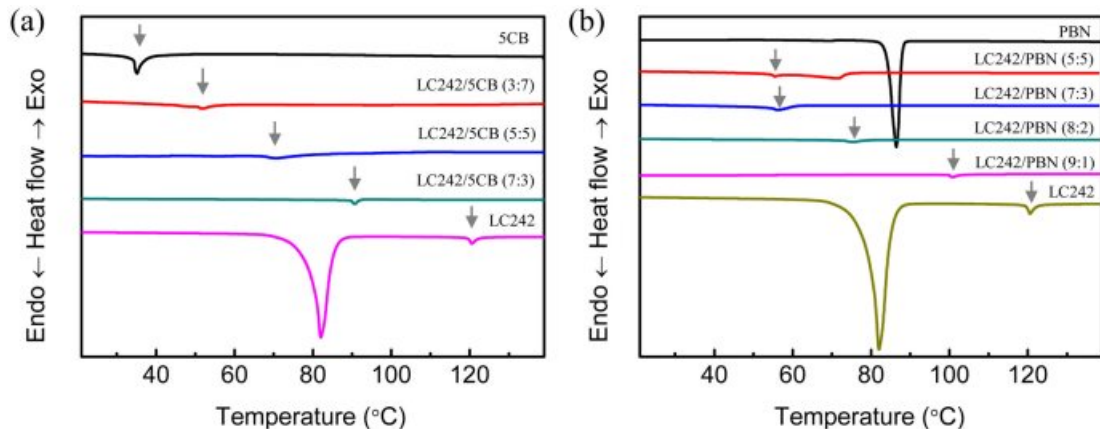 (a)
5CB
LC242/5CB (3:7)
LC242/5CB (5:5)
LC242/5CB (7:3)
LC242
Endo ← Heat flow → Exo
40 60 80 100 120
Temperature (°C)
(b)
PBN
LC242/PBN (5:5)
LC242/PBN (7:3)
LC242/PBN (8:2)
LC242/PBN (9:1)
LC242
Endo ← Heat flow → Exo
40 60 80 100 120
Temperature (°C)